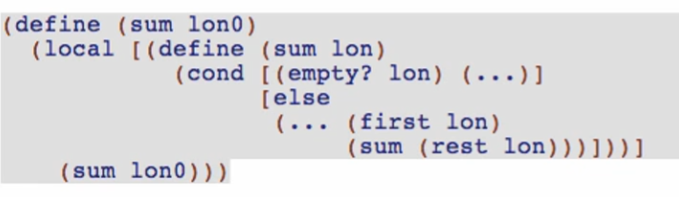 (define (sum lon0)
  (local [(define (sum lon)
            (cond [(empty? lon) (...)]
                  [else
                   (... (first lon)
                        (sum (rest lon)))]))]
    (sum lon0)))